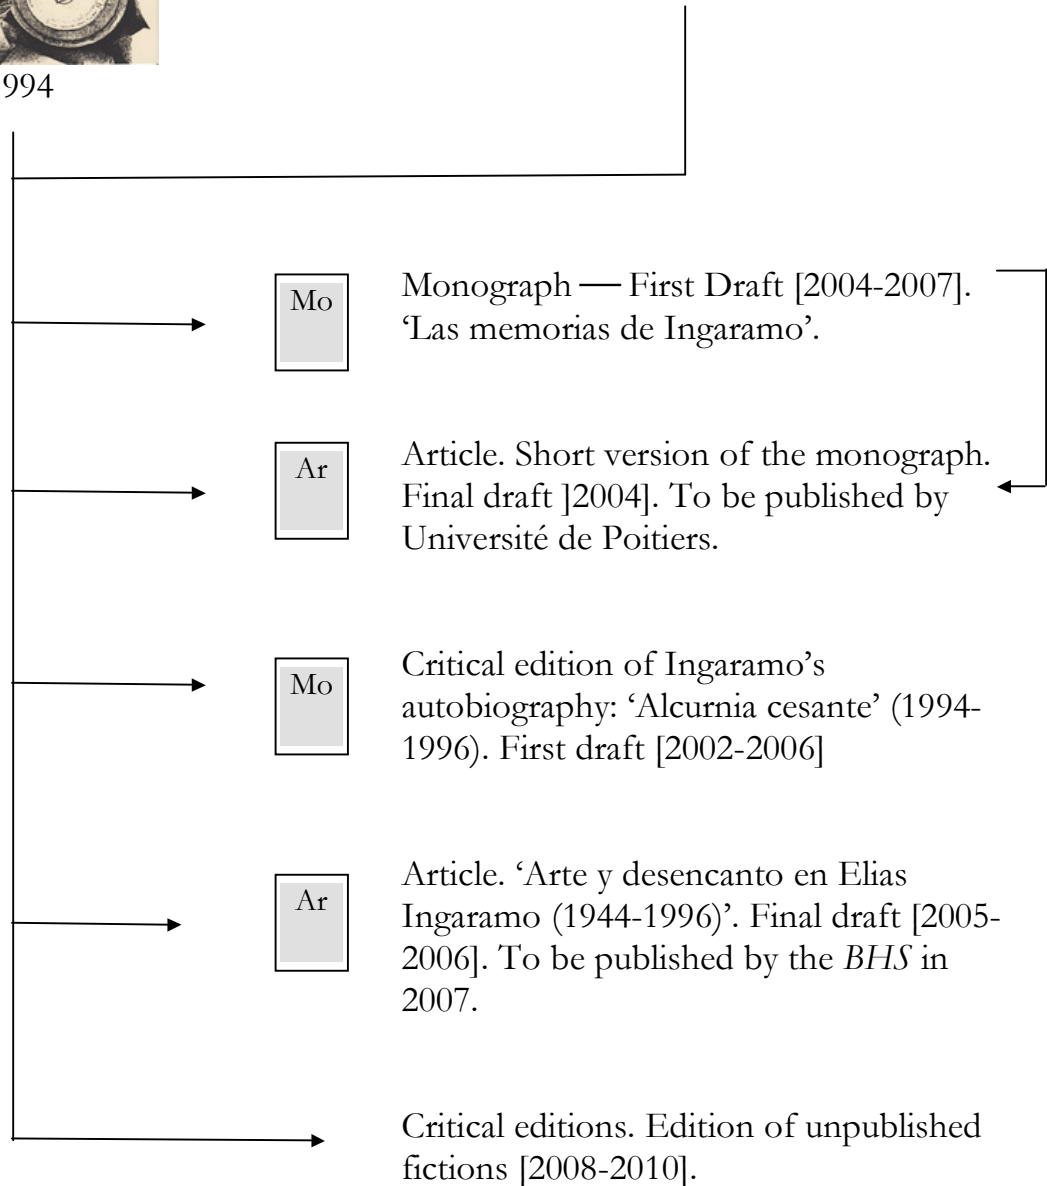 994
Mo
Monograph — First Draft [2004-2007].
‘Las memorias de Ingaramo’.
Ar
Article. Short version of the monograph.
Final draft ]2004]. To be published by
Université de Poitiers.
Mo
Critical edition of Ingaramo’s
autobiography: ‘Alcurnia cesante’ (1994-
1996). First draft [2002-2006]
Ar
Article. ‘Arte y desencanto en Elias
Ingaramo (1944-1996)’. Final draft [2005-
2006]. To be published by the BHS in
2007.
Critical editions. Edition of unpublished
fictions [2008-2010].